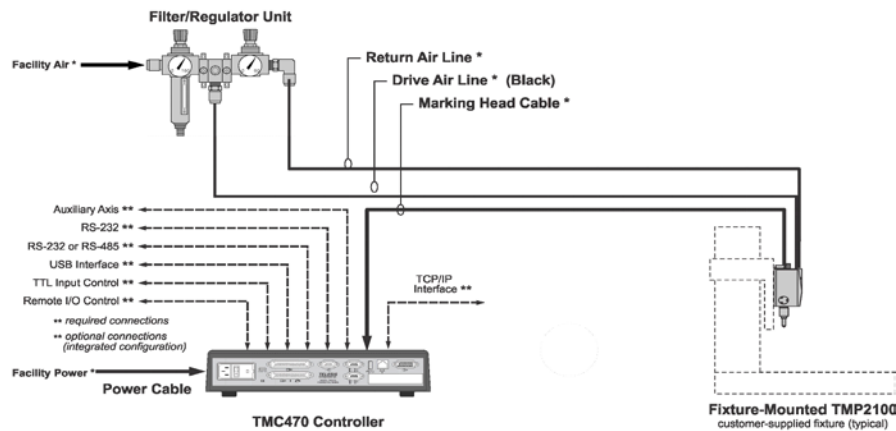 Filter/Regulator Unit
Facility Air *
Return Air Line *
Drive Air Line * (Black)
Marking Head Cable *
Auxiliary Axis **
RS-232 **
RS-232 or RS-485 **
USB Interface **
TTL Input Control **
Remote I/O Control **
TCP/IP
Interface **
** required connections
** optional connections
(integrated configuration)
Facility Power *
Power Cable
TMC470 Controller
Fixture-Mounted TMP2100
customer-supplied fixture (typical)